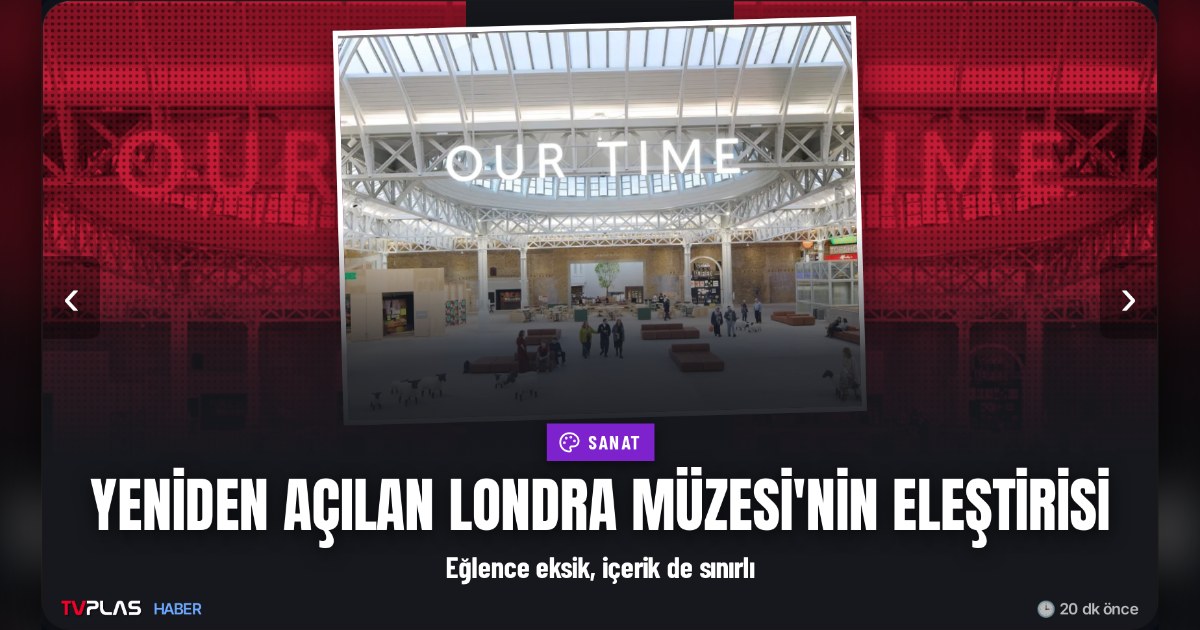 OUR TIME
SANAT
YENİDEN AÇILAN LONDRA MÜZESİ'NİN ELEŞTİRİSİ
Eğlence eksik, içerik de sınırlı
TVPLAS HABER
20 dk önce